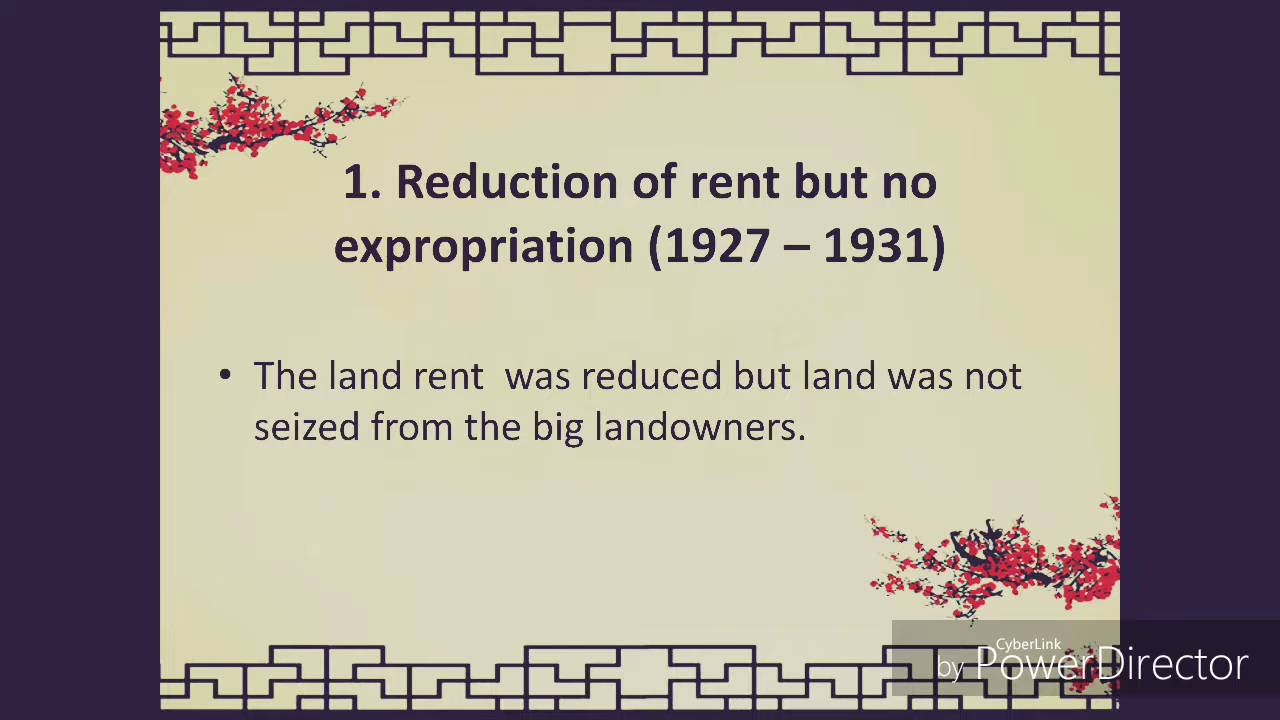 1. Reduction of rent but no
expropriation (1927 – 1931)
• The land rent  was reduced but land was not
seized from the big landowners.
CyberLink
by PowerDirector